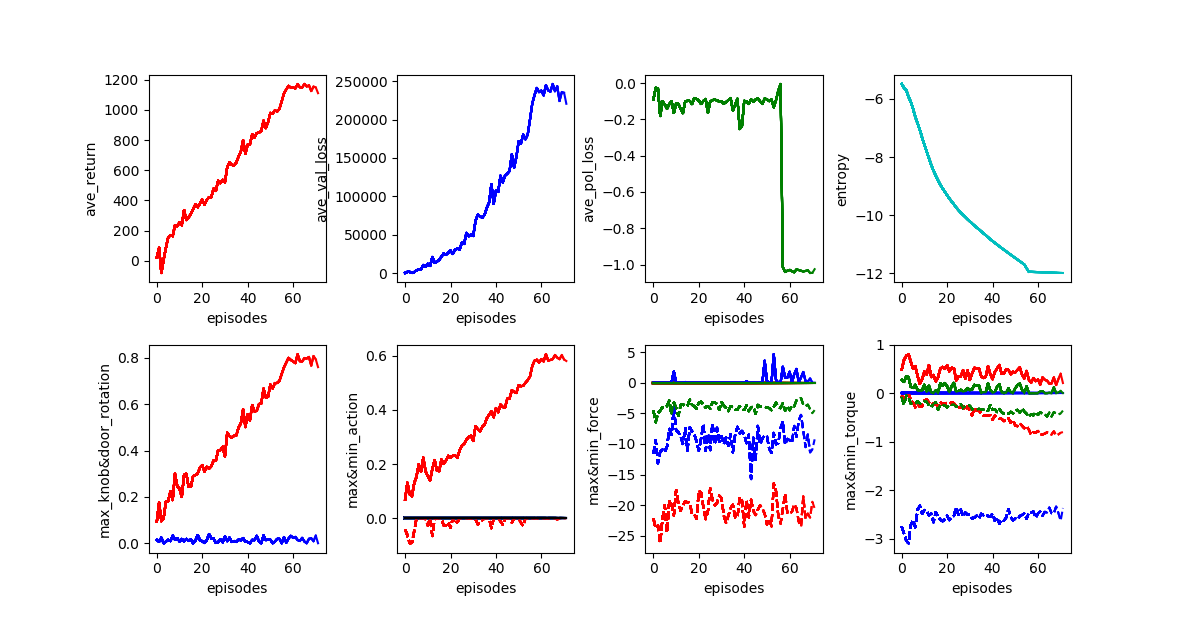 ave_return
1200
1000
800
600
400
200
0
0 20 40 60
episodes
ave_val_loss
250000
200000
150000
100000
50000
0
0 20 40 60
episodes
ave_pol_loss
0.0
−0.2
−0.4
−0.6
−0.8
−1.0
0 20 40 60
episodes
entropy
−6
−8
−10
−12
0 20 40 60
episodes
max_knob&door_rotation
0.8
0.6
0.4
0.2
0.0
0 20 40 60
episodes
max&min_action
0.6
0.4
0.2
0.0
0 20 40 60
episodes
max&min_force
5
0
−5
−10
−15
−20
−25
0 20 40 60
episodes
max&min_torque
1
0
−1
−2
−3
0 20 40 60
episodes